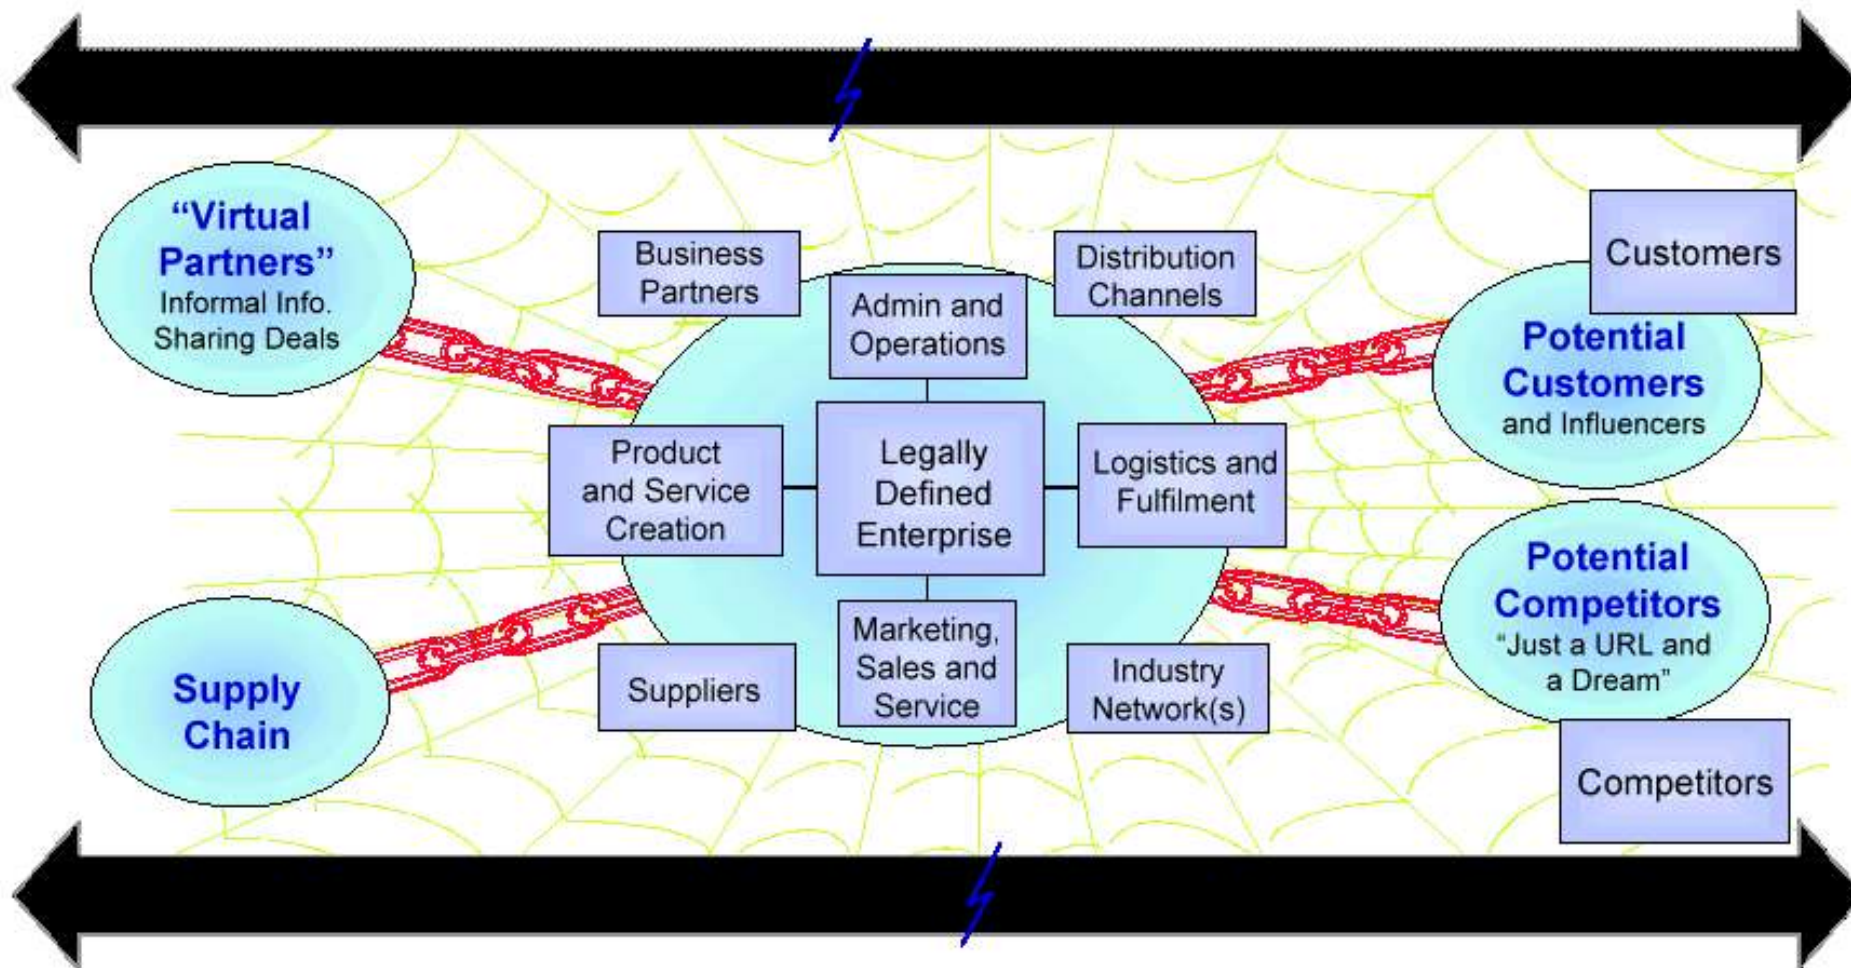 “Virtual
Partners”
Informal Info.
Sharing Deals
Business
Partners
Admin and
Operations
Distribution
Channels
Customers
Potential
Customers
and Influencers
Product
and Service
Creation
Legally
Defined
Enterprise
Logistics and
Fulfilment
Potential
Competitors
“Just a URL and
a Dream”
Supply
Chain
Suppliers
Marketing,
Sales and
Service
Industry
Network(s)
Competitors